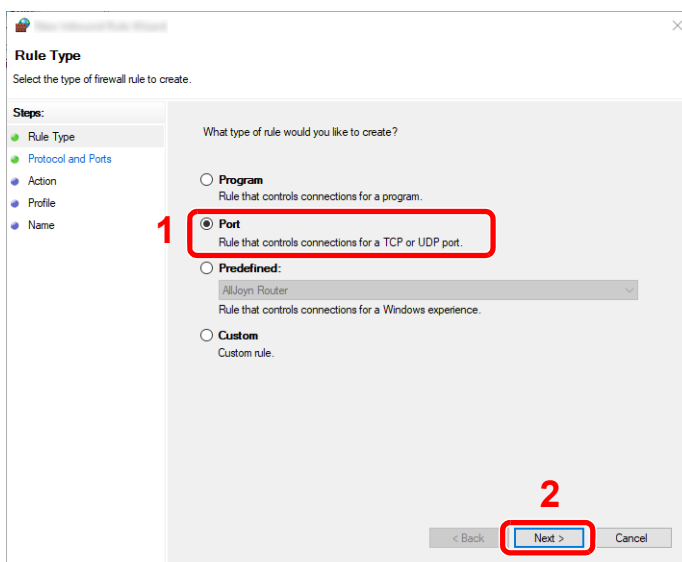 Rule Type
Select the type of firewall rule to create.
Steps:
Rule Type
Protocol and Ports
Action
Profile
Name
What type of rule would you like to create?
Program
Rule that controls connections for a program.
1
Port
Rule that controls connections for a TCP or UDP port.
Predefined:
AllJoyn Router
Rule that controls connections for a Windows experience.
Custom
Custom rule.
2
< Back
Next >
Cancel